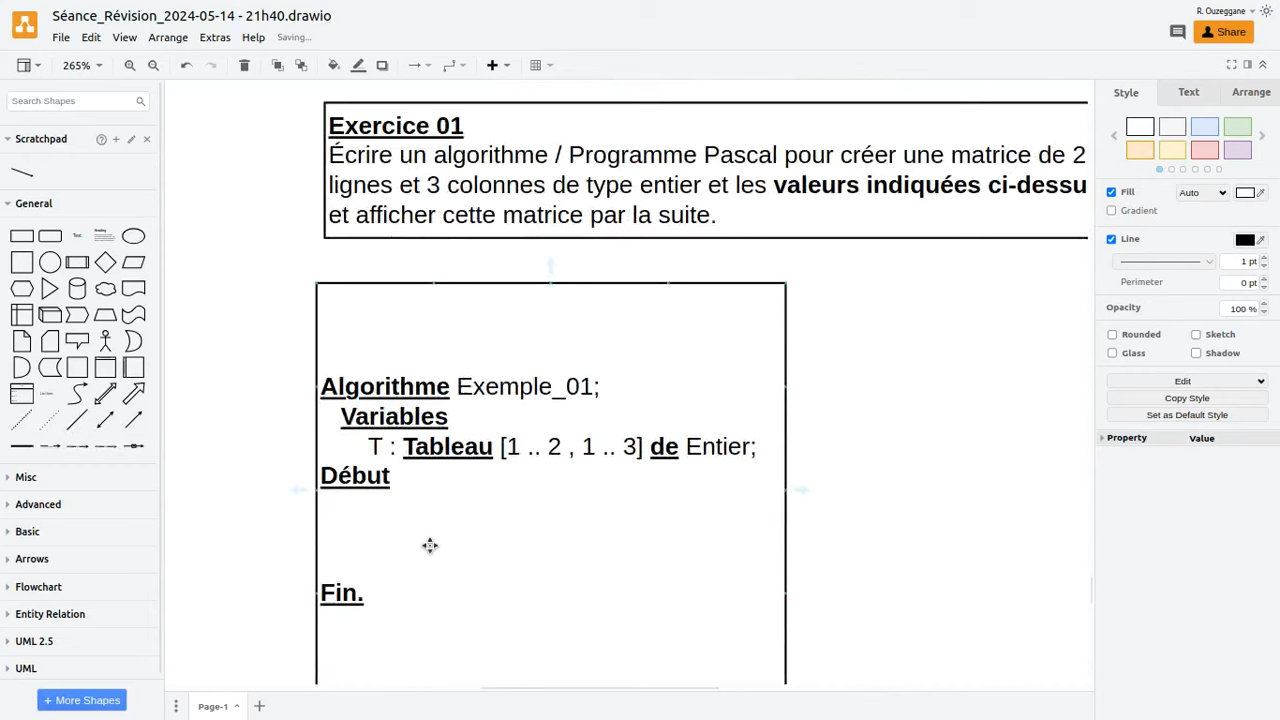 Séance_Révision_2024-05-14 - 21h40.drawio
R. Ouzeggane
File Edit View Arrange Extras Help Saving...
Share
265%
Search Shapes
Scratchpad
General
Text
Heading
List Item
Misc
Advanced
Basic
Arrows
Flowchart
Entity Relation
UML 2.5
UML
+ More Shapes
Exercice 01
Écrire un algorithme / Programme Pascal pour créer une matrice de 2
lignes et 3 colonnes de type entier et les valeurs indiquées ci-dessu
et afficher cette matrice par la suite.
Algorithme Exemple_01;
Variables
T : Tableau [1 .. 2 , 1 .. 3] de Entier;
Début
Fin.
Page-1
Style Text Arrange
Fill Auto
Gradient
Line
1 pt
Perimeter 0 pt
Opacity 100 %
Rounded Sketch
Glass Shadow
Edit
Copy Style
Set as Default Style
Property Value